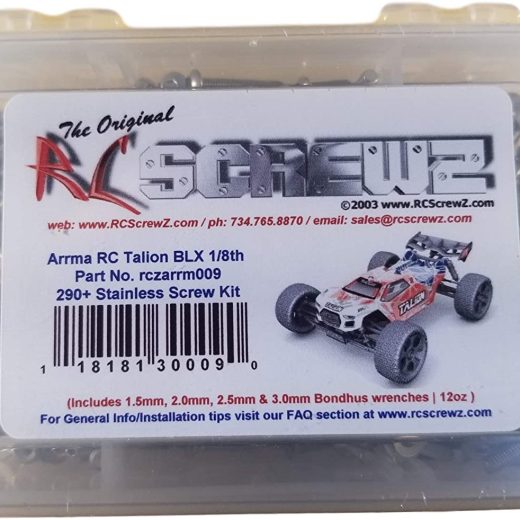 The Original
RC SCREWZ
©2003 www.RCScrewZ.com
web: www.RCScrewZ.com / ph: 734.765.8870 / email: sales@rcscrewz.com
Arrma RC Talion BLX 1/8th
Part No. rczarrm009
290+ Stainless Screw Kit
TALION
1 18181 30009 0
(Includes 1.5mm, 2.0mm, 2.5mm & 3.0mm Bondhus wrenches | 12oz )
For General Info/Installation tips visit our FAQ section at www.rcscrewz.com